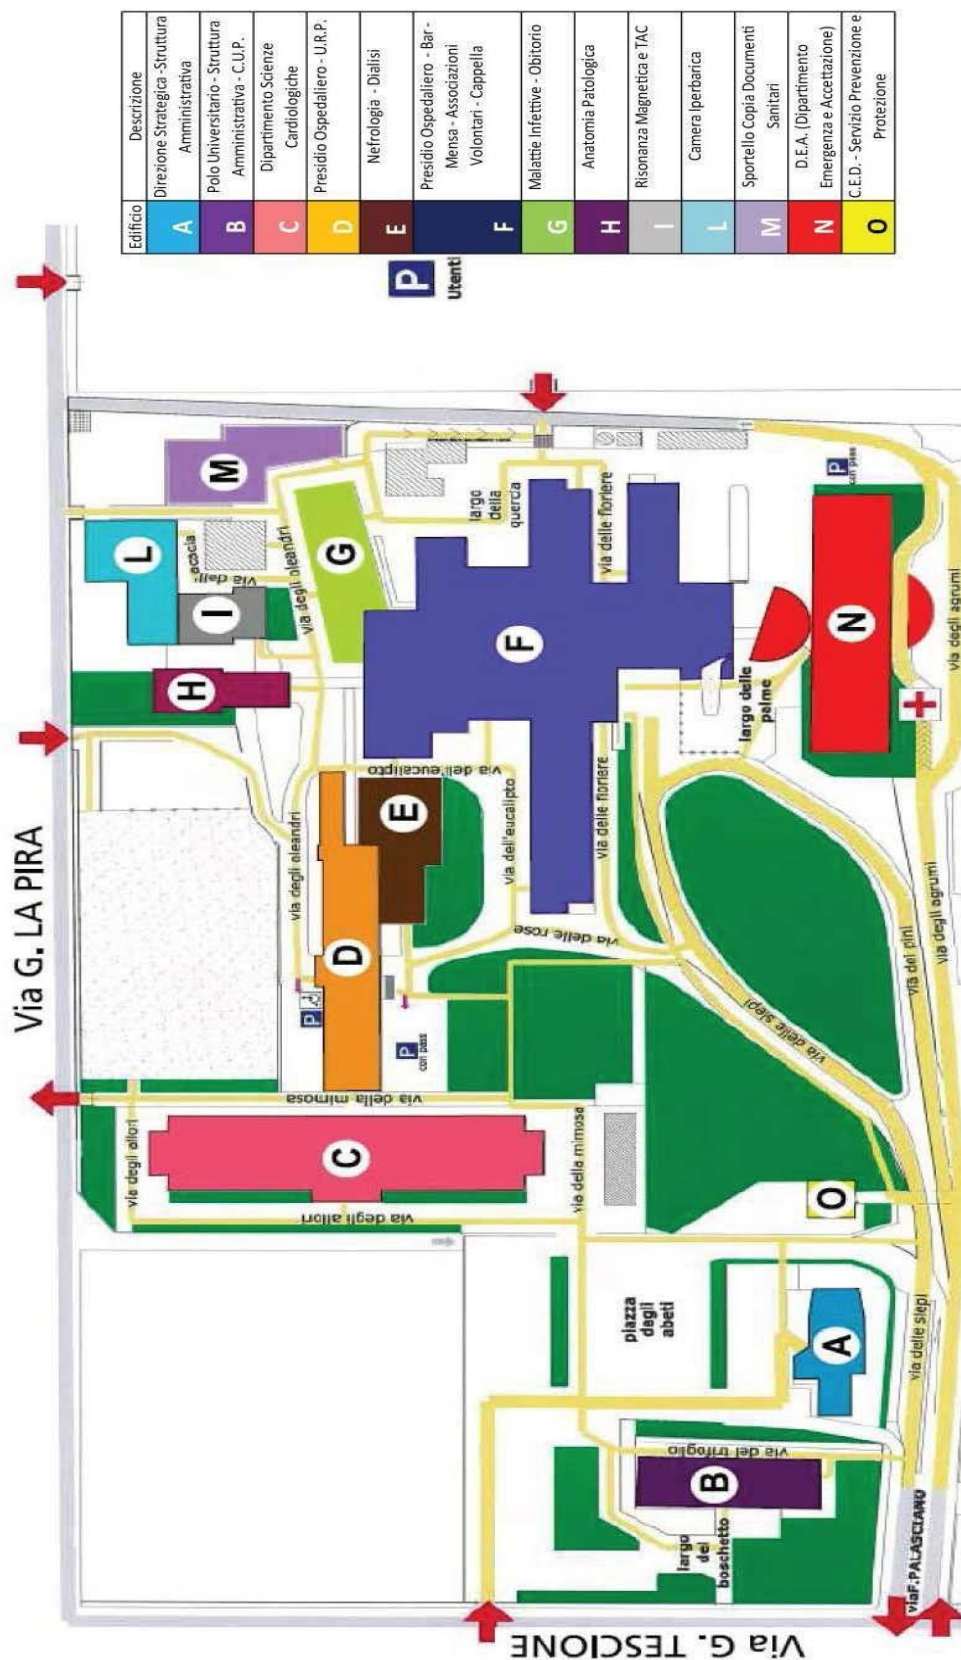 Via G. LA PIRA
Via G. TESCIONE
via F. PALASCIANO
Edificio Descrizione
A Direzione Strategica -Struttura
Amministrativa
B Polo Universitario - Struttura
Amministrativa - C.U.P.
C Dipartimento Scienze
Cardiologiche
D Presidio Ospedaliero - U.R.P.
E Nefrologia - Dialisi
F Presidio Ospedaliero - Bar -
Mensa - Associazioni
Volontari - Cappella
G Malattie Infettive - Obitorio
H Anatomia Patologica
I Risonanza Magnetica e TAC
L Camera Iperbarica
M Sportello Copia Documenti
Sanitari
N D.E.A. (Dipartimento
Emergenza e Accettazione)
O C.E.D. - Servizio Prevenzione e
Protezione
P
Utenti
M
L
I
H
G
F
E
D
C
N
O
A
B
via dall'
acacia
via degli oleandri
via degli oleandri
largo
della
quercia
via delle fioriere
via delle fioriere
via dell'eucalipto
via dell'eucalipto
via delle rose
largo delle
palme
P
con pass
P
P
con pass
via degli agrumi
via degli agrumi
via dei pini
via delle siepi
via delle siepi
via della mimosa
via della mimosa
via degli allori
via degli allori
piazza
degli
abeti
via del trifoglio
largo
del
boschetto